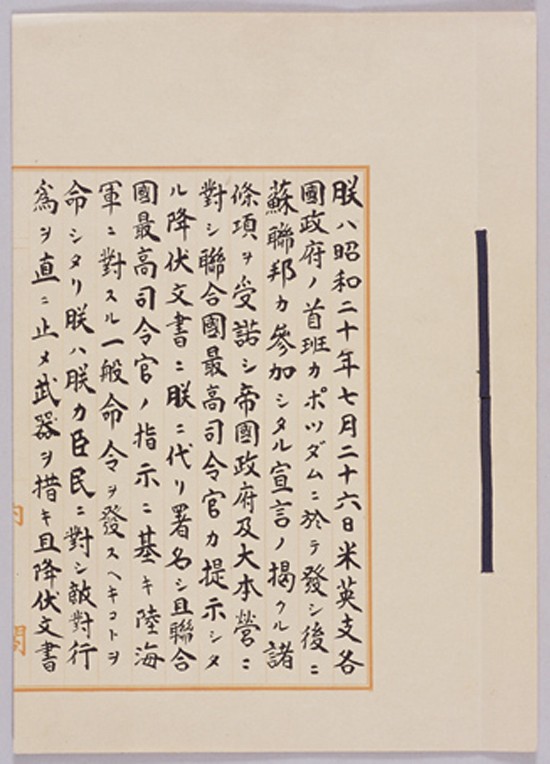 朕ハ昭和二十年七月二十六日米英支各
國政府ノ首班カポツダムニ於テ發シ後ニ
蘇聯邦カ參加シタル宣言ノ揭クル諸
條項ヲ受諾シ帝國政府及大本營ニ
對シ聯合國最高司令官カ提示シタ
ル降伏文書ニ朕ニ代リ署名シ且聯合
國最高司令官ノ指示ニ基キ陸海
軍ニ對スル一般命令ヲ發スヘキコトヲ
命シタリ朕ハ朕カ臣民ニ對シ敵對行
爲ヲ直ニ止メ武器ヲ措キ且降伏文書
內閣